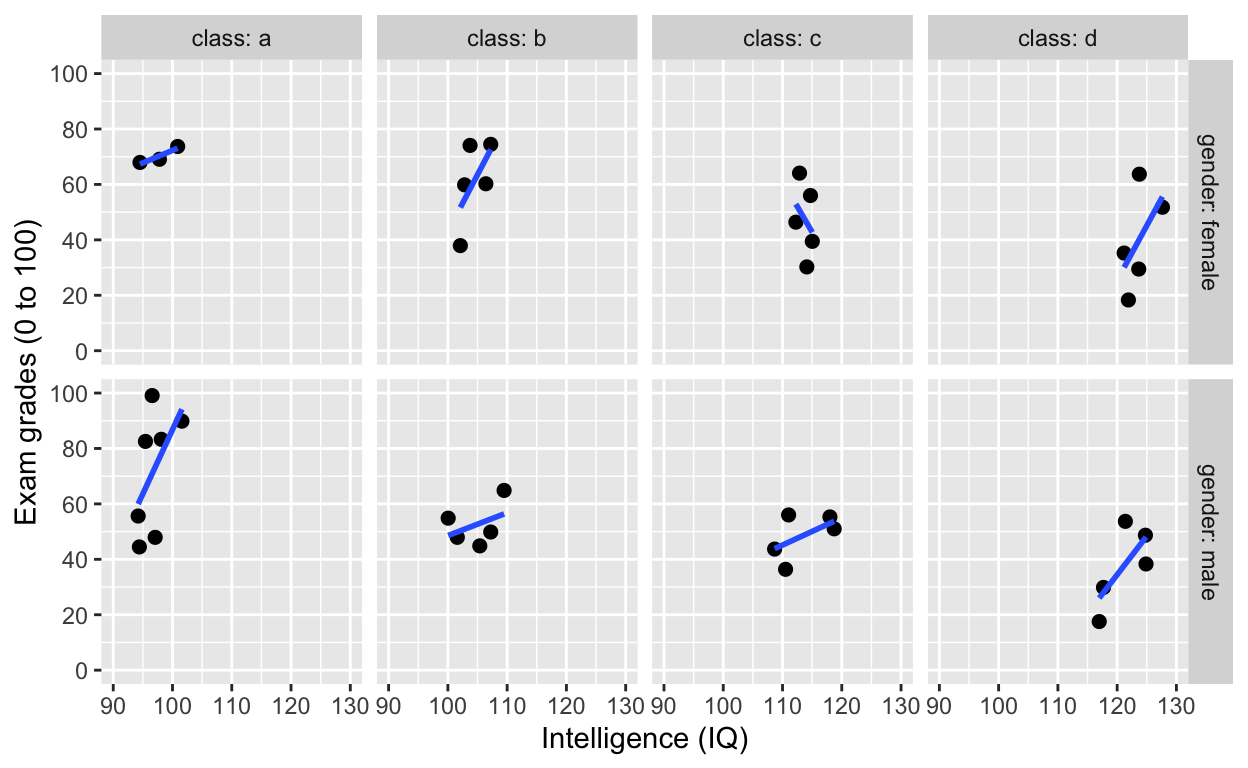 class: a
class: b
class: c
class: d
100
80
60
40
20
0
gender: female
100
80
60
40
20
0
gender: male
90 100 110 120 130
90 100 110 120 130
90 100 110 120 130
90 100 110 120 130
Intelligence (IQ)
Exam grades (0 to 100)